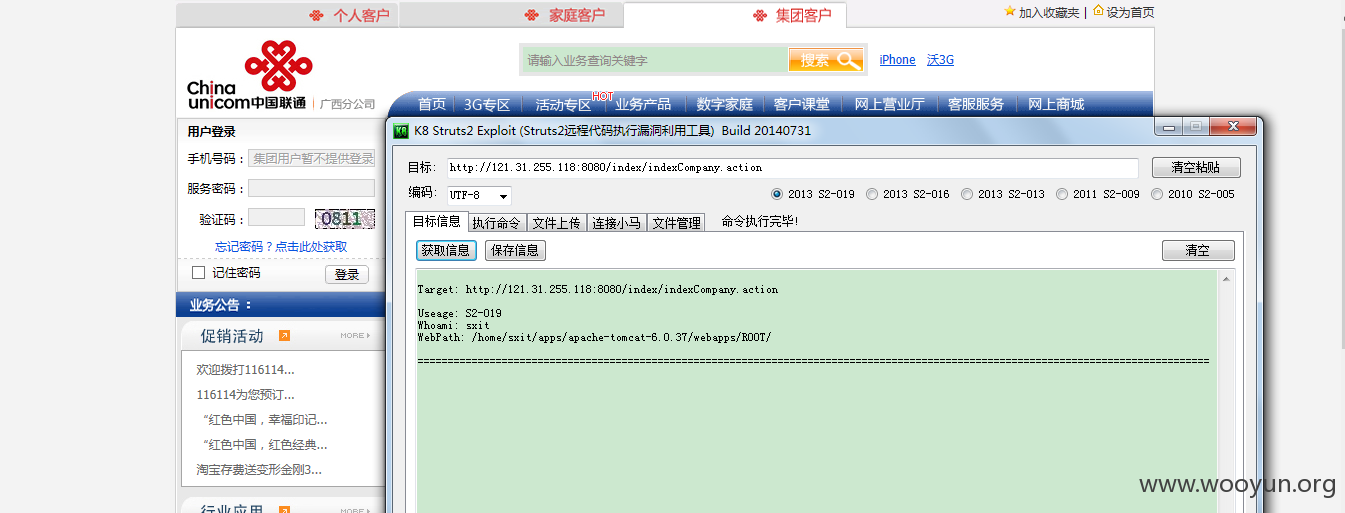 个人客户 家庭客户 集团客户 加入收藏夹 | 设为首页
China unicom中国联通 | 广西分公司
请输入业务查询关键字 搜索 iPhone 沃3G
首页 3G专区 活动专区 HOT 业务产品 数字家庭 客户课堂 网上营业厅 客服服务 网上商城
用户登录
手机号码： 集团用户暂不提供登录
服务密码：
验证码： 0811
忘记密码？点击此处获取
记住密码 登录
业务公告：
促销活动 MORE
欢迎拨打116114...
116114为您预订...
“红色中国，幸福印记...
“红色中国，红色经典...
淘宝存费送变形金刚3...
行业应用 MORE
K8 Struts2 Exploit (Struts2远程代码执行漏洞利用工具) Build 20140731
目标: http://121.31.255.118:8080/index/indexCompany.action 清空粘贴
编码: UTF-8 2013 S2-019 2013 S2-016 2013 S2-013 2011 S2-009 2010 S2-005
目标信息 执行命令 文件上传 连接小马 文件管理 命令执行完毕!
获取信息 保存信息 清空
Target: http://121.31.255.118:8080/index/indexCompany.action
Useage: S2-019
Whoami: sxit
WebPath: /home/sxit/apps/apache-tomcat-6.0.37/webapps/ROOT/
www.wooyun.org